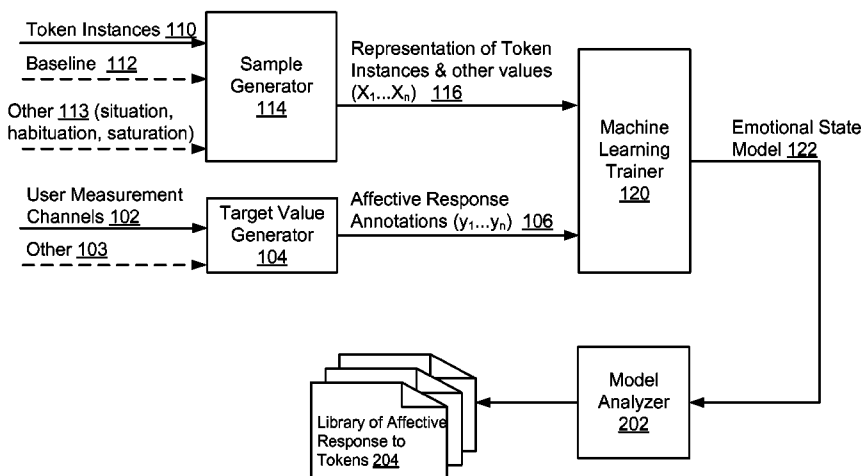 Token Instances 110
Baseline 112
Other 113 (situation,
habituation, saturation)
Sample
Generator
114
Representation of Token
Instances & other values
(X1...Xn) 116
User Measurement
Channels 102
Other 103
Target Value
Generator
104
Affective Response
Annotations (y1...yn) 106
Machine
Learning
Trainer
120
Emotional State
Model 122
Model
Analyzer
202
Library of Affective
Response to
Tokens 204